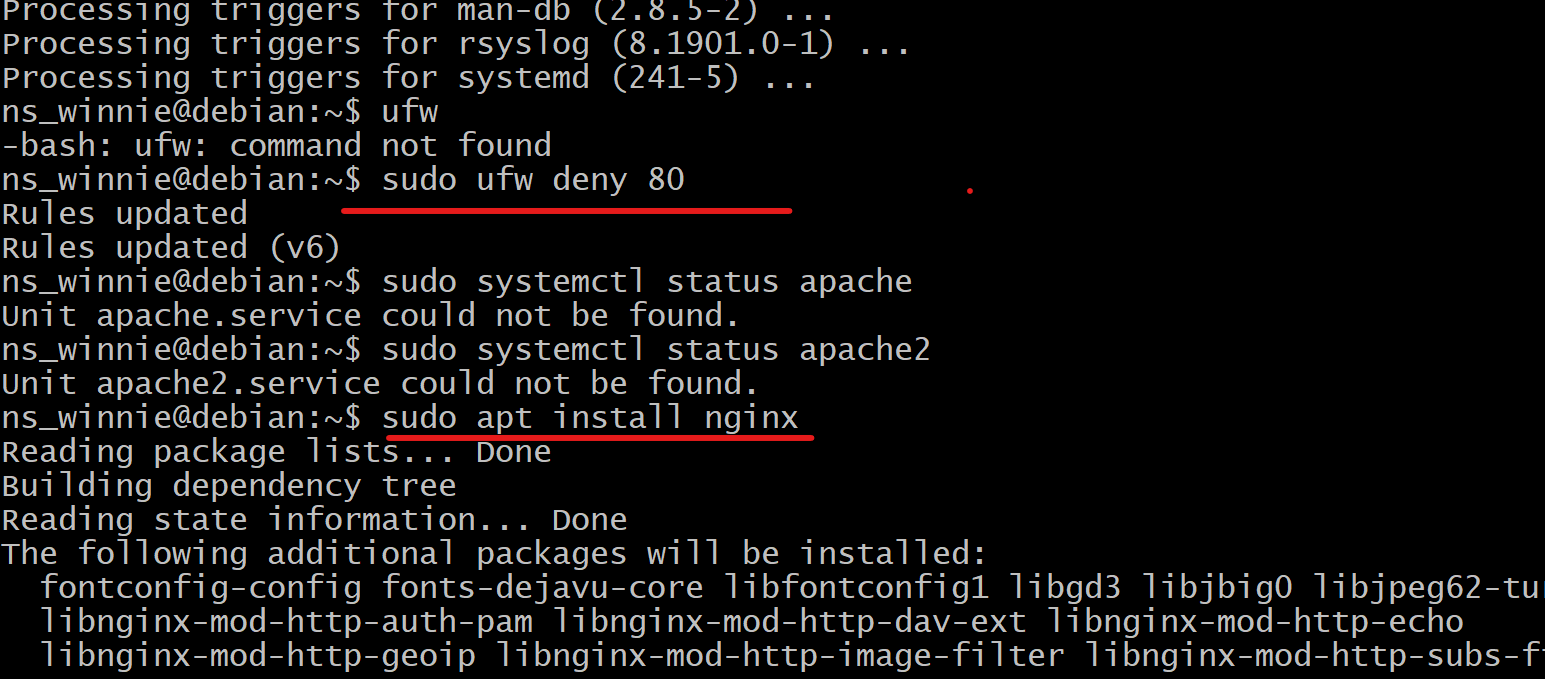 Processing triggers for man-db (2.8.5-2) ...
Processing triggers for rsyslog (8.1901.0-1) ...
Processing triggers for systemd (241-5) ...
ns_winnie@debian:~$ ufw
-bash: ufw: command not found
ns_winnie@debian:~$ sudo ufw deny 80
Rules updated
Rules updated (v6)
ns_winnie@debian:~$ sudo systemctl status apache
Unit apache.service could not be found.
ns_winnie@debian:~$ sudo systemctl status apache2
Unit apache2.service could not be found.
ns_winnie@debian:~$ sudo apt install nginx
Reading package lists... Done
Building dependency tree
Reading state information... Done
The following additional packages will be installed:
fontconfig-config fonts-dejavu-core libfontconfig1 libgd3 libjbig0 libjpeg62-tu
libnginx-mod-http-auth-pam libnginx-mod-http-dav-ext libnginx-mod-http-echo
libnginx-mod-http-geoip libnginx-mod-http-image-filter libnginx-mod-http-subs-f